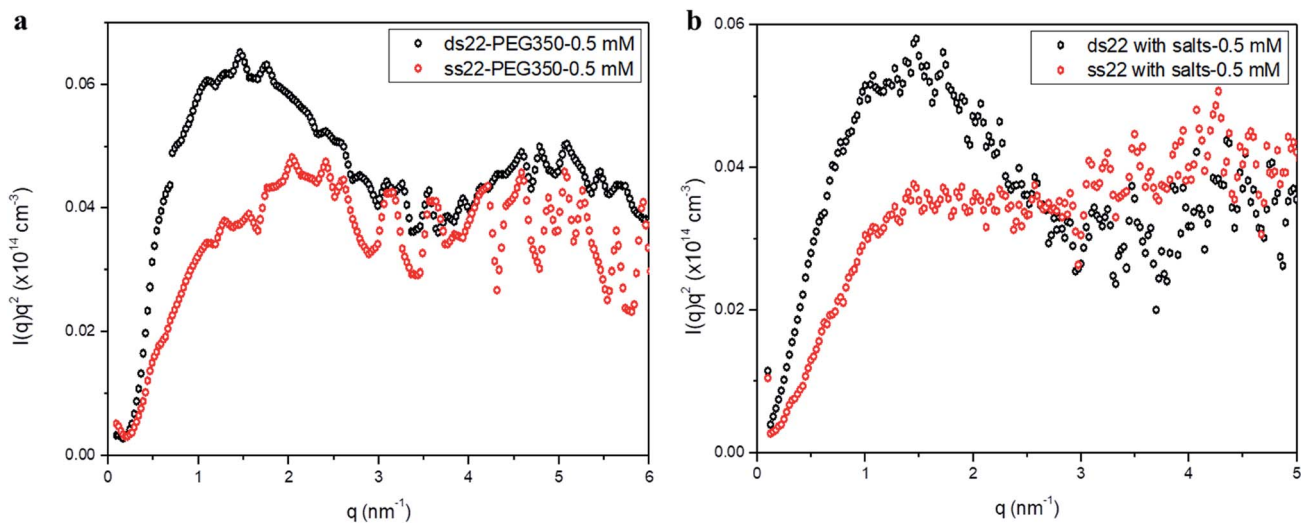 a
ds22-PEG350-0.5 mM
ss22-PEG350-0.5 mM
I(q)q² (x10¹⁴ cm⁻³)
0.06
0.04
0.02
0.00
0 1 2 3 4 5 6
q (nm⁻¹)
b
ds22 with salts-0.5 mM
ss22 with salts-0.5 mM
I(q)q² (x10¹⁴ cm⁻³)
0.06
0.04
0.02
0.00
0 1 2 3 4 5
q (nm⁻¹)